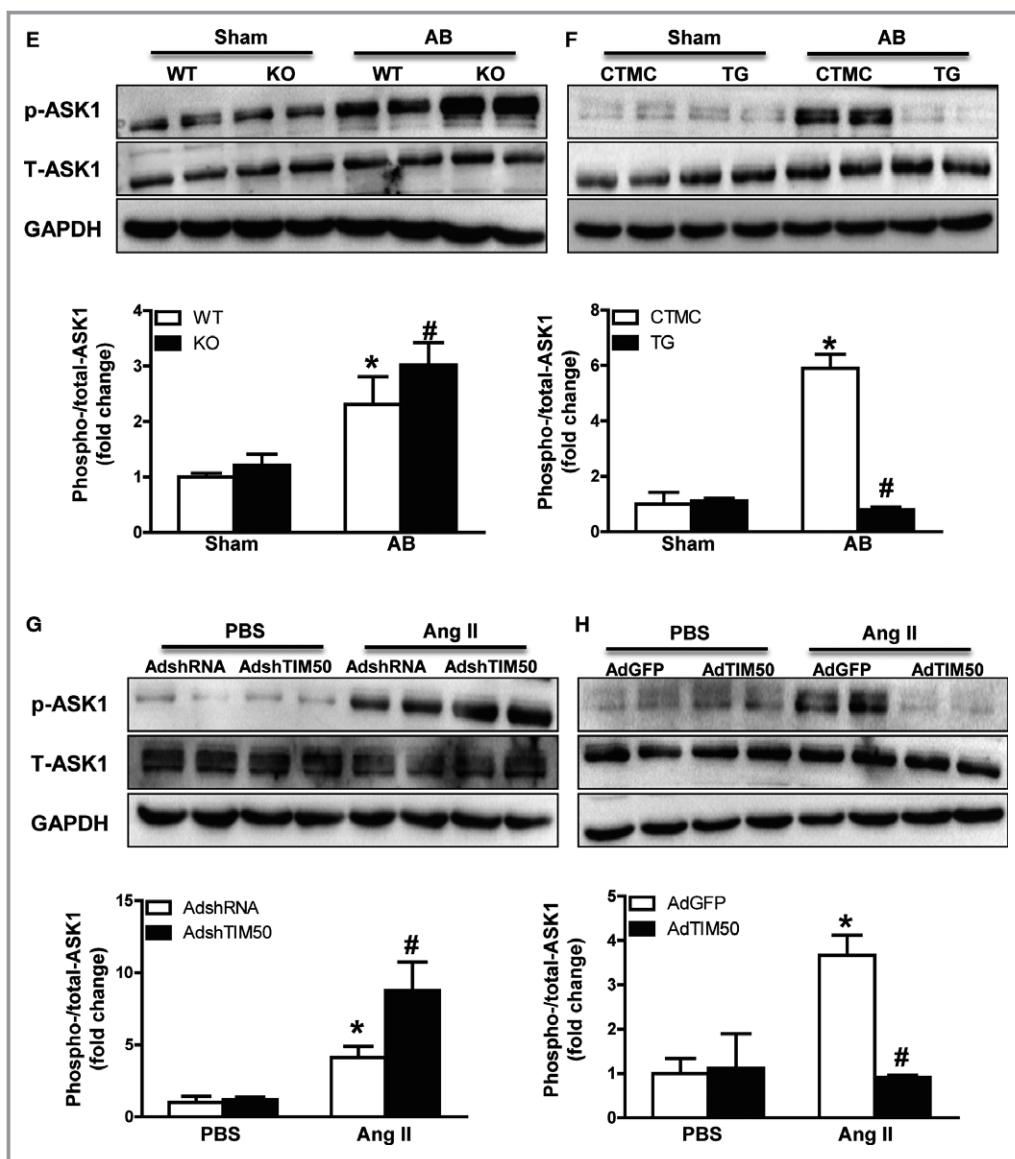 E
Sham AB
WT KO WT KO
p-ASK1
T-ASK1
GAPDH
F
Sham AB
CTMC TG CTMC TG
Phospho-/total-ASK1
(fold change)
4
3
2
1
0
WT
KO
*
#
Sham AB
Phospho-/total-ASK1
(fold change)
8
6
4
2
0
CTMC
TG
*
#
Sham AB
G
PBS Ang II
AdshRNA AdshTIM50 AdshRNA AdshTIM50
p-ASK1
T-ASK1
GAPDH
H
PBS Ang II
AdGFP AdTIM50 AdGFP AdTIM50
Phospho-/total-ASK1
(fold change)
15
10
5
0
AdshRNA
AdshTIM50
*
#
PBS Ang II
Phospho-/total-ASK1
(fold change)
5
4
3
2
1
0
AdGFP
AdTIM50
*
#
PBS Ang II